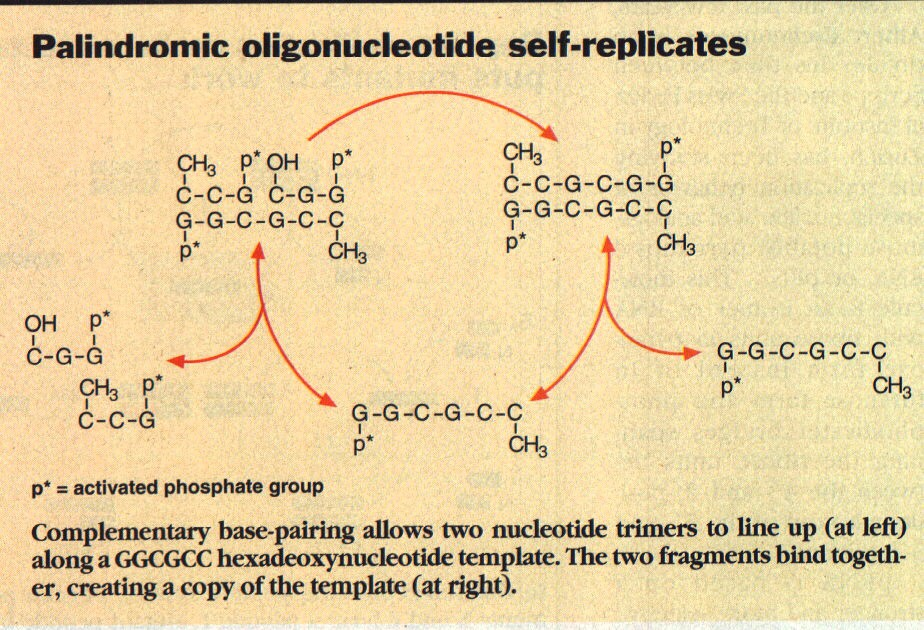 Palindromic oligonucleotide self-replicates
CH3 p* OH p*
C-C-G C-G-G
G-G-C-G-C-C
p* CH3
CH3 p*
C-C-G-C-G-G
G-G-C-G-C-C
p* CH3
OH p*
C-G-G
CH3 p*
C-C-G
G-G-C-G-C-C
p* CH3
G-G-C-G-C-C
p* CH3
p* = activated phosphate group
Complementary base-pairing allows two nucleotide trimers to line up (at left)
along a GGCGCC hexadeoxynucleotide template. The two fragments bind togeth-
er, creating a copy of the template (at right).